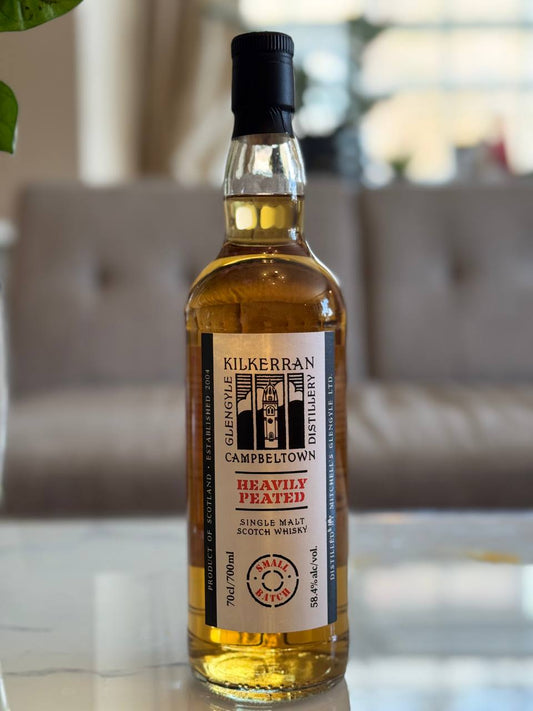 KILKERRAN
GLENGYLE
DISTILLERY
CAMPBELTOWN
HEAVILY
PEATED
SINGLE MALT
SCOTCH WHISKY
SMALL
BATCH
70cl/700ml
58.4%alc/vol.
PRODUCT OF SCOTLAND • ESTABLISHED 2004
DISTILLED BY MITCHELL'S GLENGYLE LTD.